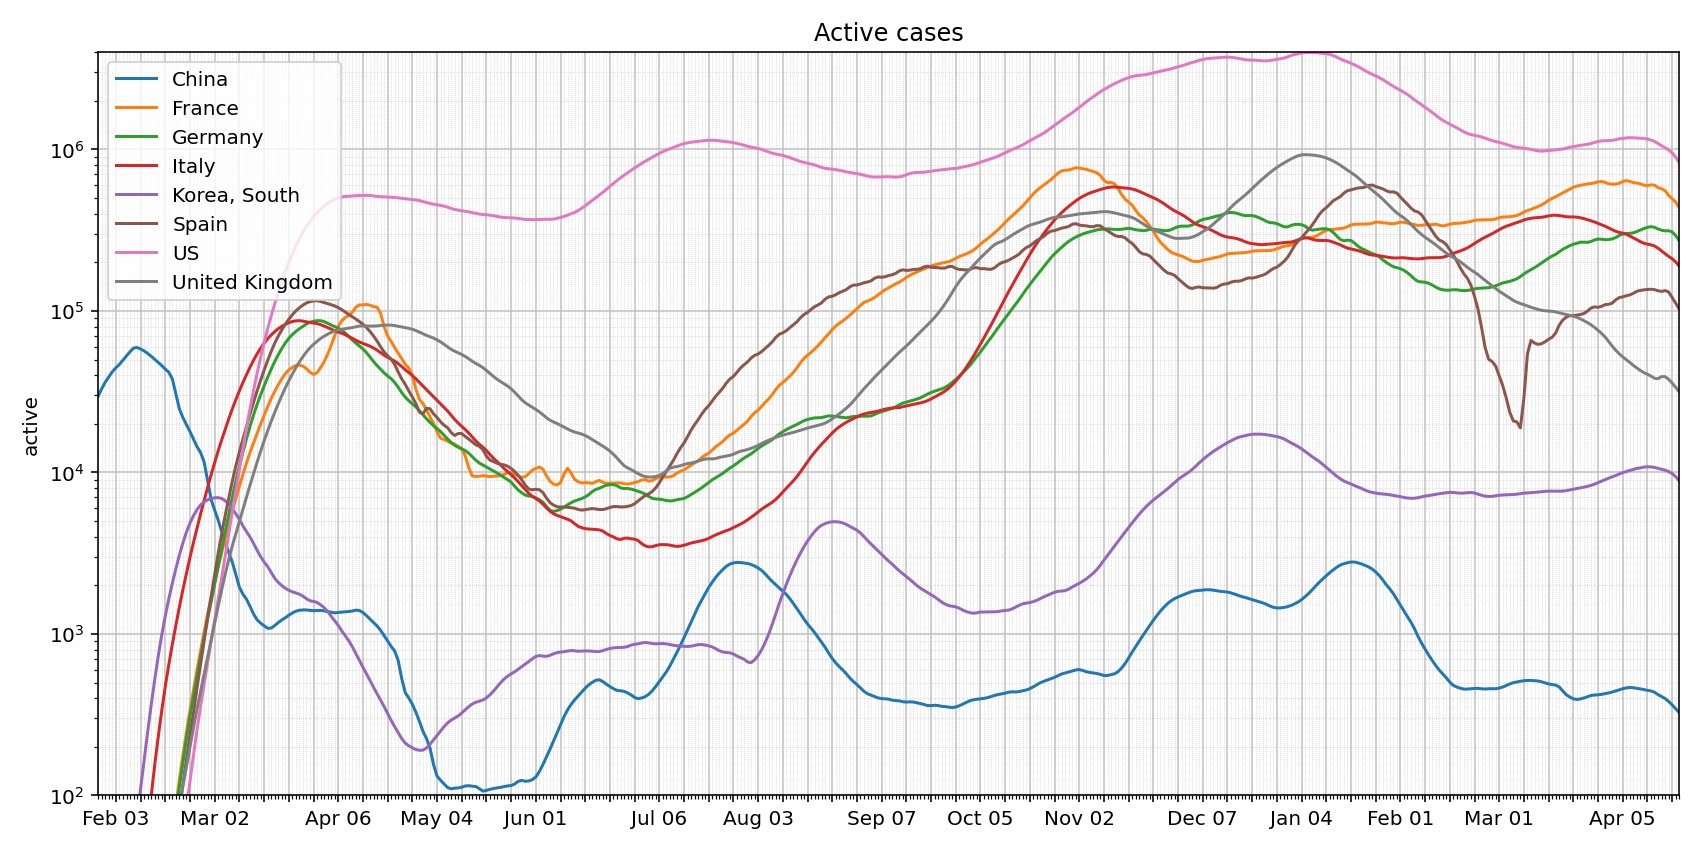 Active cases
China
France
Germany
Italy
Korea, South
Spain
US
United Kingdom
active
10^6
10^5
10^4
10^3
10^2
Feb 03 Mar 02 Apr 06 May 04 Jun 01 Jul 06 Aug 03 Sep 07 Oct 05 Nov 02 Dec 07 Jan 04 Feb 01 Mar 01 Apr 05